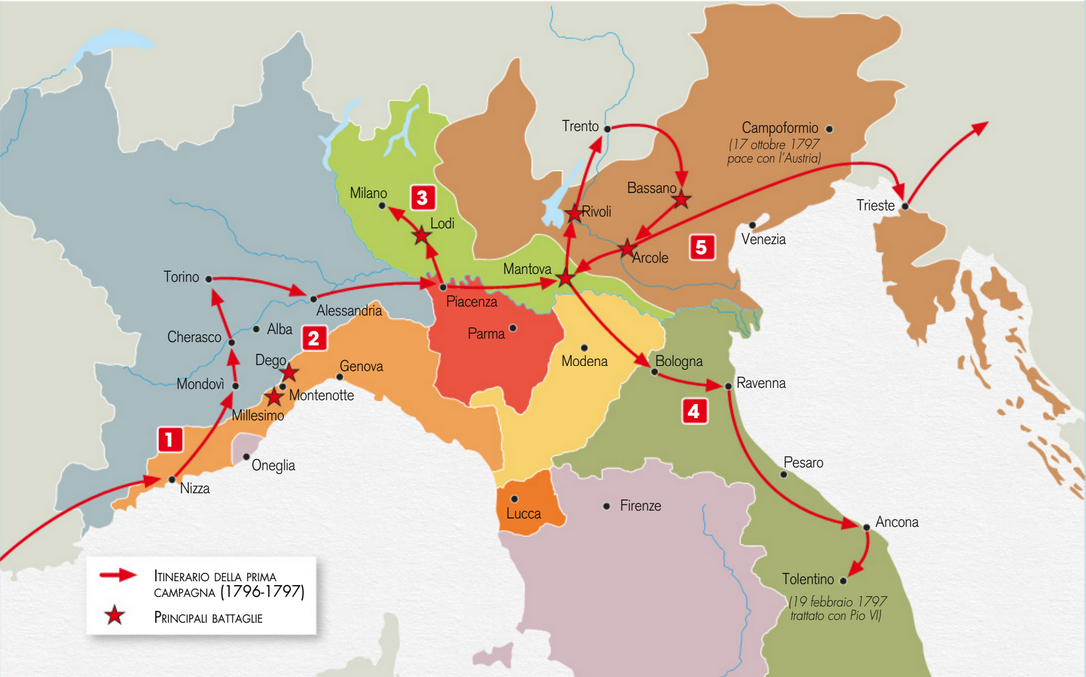 Trento
Campoformio
(17 ottobre 1797
pace con l'Austria)
Milano
3
Bassano
Rivoli
Lodi
Trieste
Venezia
Arcole
5
Torino
Mantova
Piacenza
Alessandria
Cherasco
Alba
2
Parma
Dego
Genova
Modena
Bologna
Mondovì
Montenotte
Ravenna
Millesimo
4
1
Oneglia
Pesaro
Nizza
Lucca
Firenze
Ancona
Tolentino
(19 febbraio 1797
trattato con Pio VI)
Itinerario della prima
campagna (1796-1797)
Principali battaglie